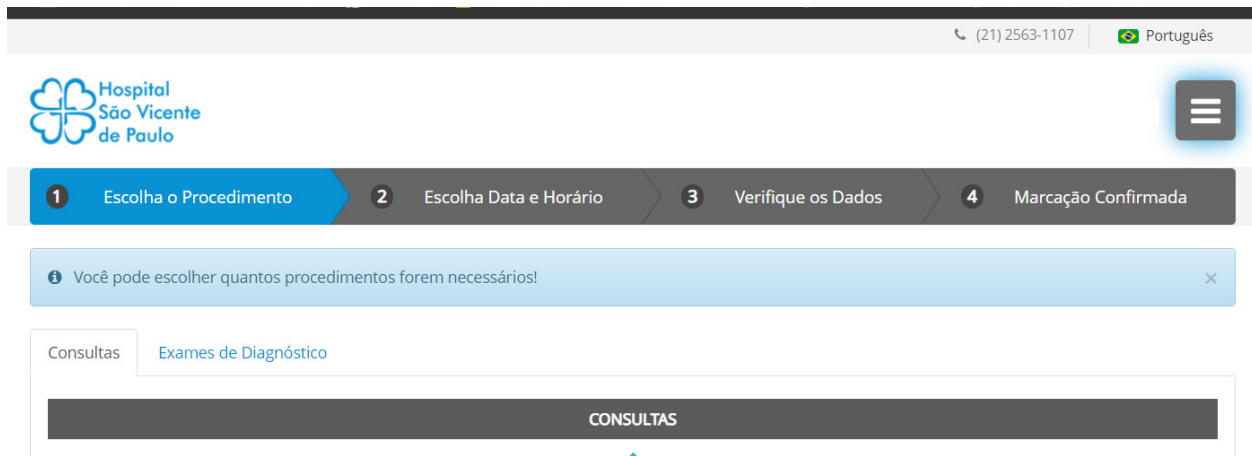 (21) 2563-1107 Português
Hospital
São Vicente
de Paulo
1 Escolha o Procedimento 2 Escolha Data e Horário 3 Verifique os Dados 4 Marcação Confirmada
Você pode escolher quantos procedimentos forem necessários! ×
Consultas Exames de Diagnóstico
CONSULTAS